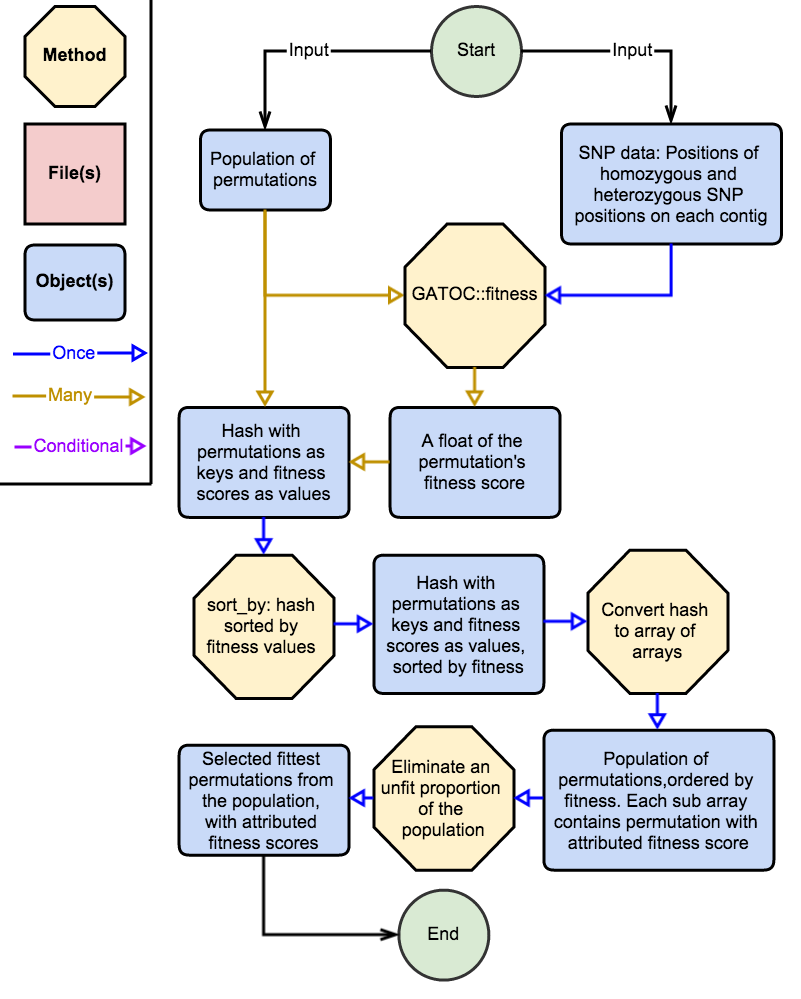 Method
File(s)
Object(s)
Once
Many
Conditional
Start
Input
Input
Population of
permutations
SNP data: Positions of
homozygous and
heterozygous SNP
positions on each contig
GATOC::fitness
Hash with
permutations as
keys and fitness
scores as values
A float of the
permutation's
fitness score
sort_by: hash
sorted by
fitness values
Hash with
permutations as
keys and fitness
scores as values,
sorted by fitness
Convert hash
to array of
arrays
Population of
permutations,ordered by
fitness. Each sub array
contains permutation with
attributed fitness score
Eliminate an
unfit proportion
of the
population
Selected fittest
permutations from
the population,
with attributed
fitness scores
End